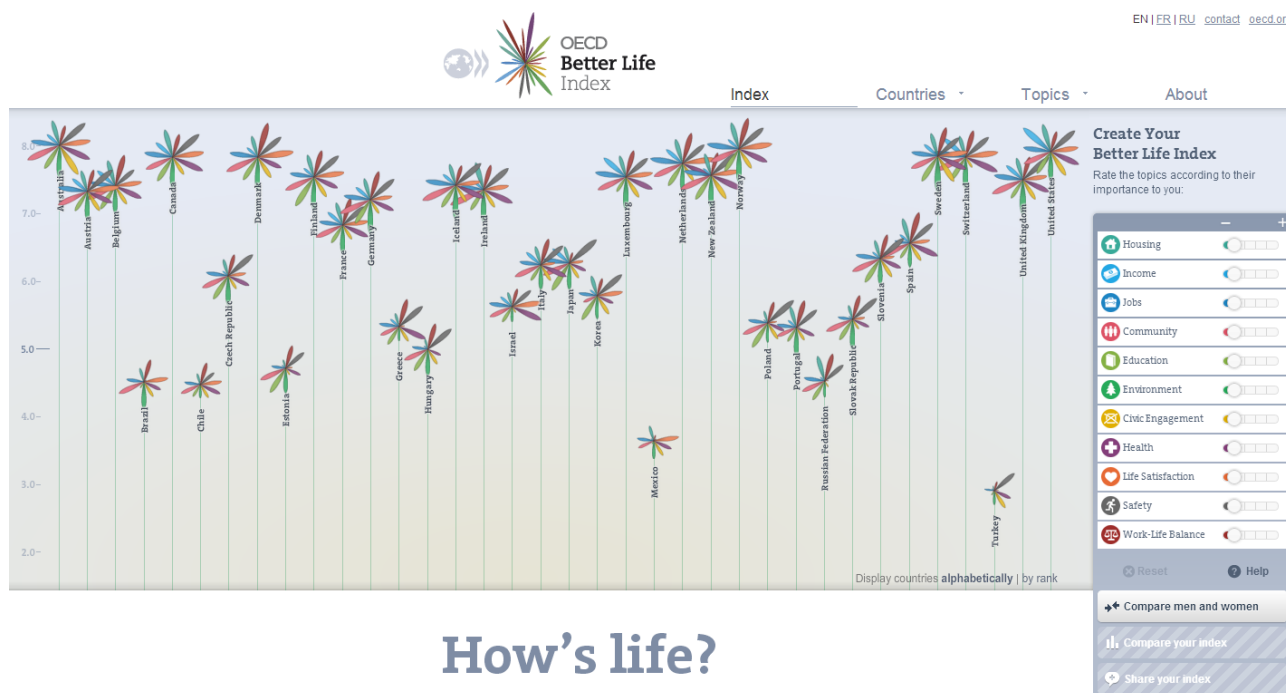 EN | FR | RU contact oecd.or
OECD
Better Life
Index
Index Countries Topics About
8.0
7.0
6.0
5.0
4.0
3.0
2.0
Australia
Austria
Belgium
Brazil
Canada
Chile
Czech Republic
Denmark
Estonia
Finland
France
Germany
Greece
Hungary
Iceland
Ireland
Israel
Italy
Japan
Korea
Luxembourg
Mexico
Netherlands
New Zealand
Norway
Poland
Portugal
Russian Federation
Slovak Republic
Slovenia
Spain
Sweden
Switzerland
Turkey
United Kingdom
United States
Display countries alphabetically | by rank
Create Your
Better Life Index
Rate the topics according to their
importance to you:
− +
Housing
Income
Jobs
Community
Education
Environment
Civic Engagement
Health
Life Satisfaction
Safety
Work-Life Balance
Reset ? Help
Compare men and women
Compare your index
Share your index
How's life?